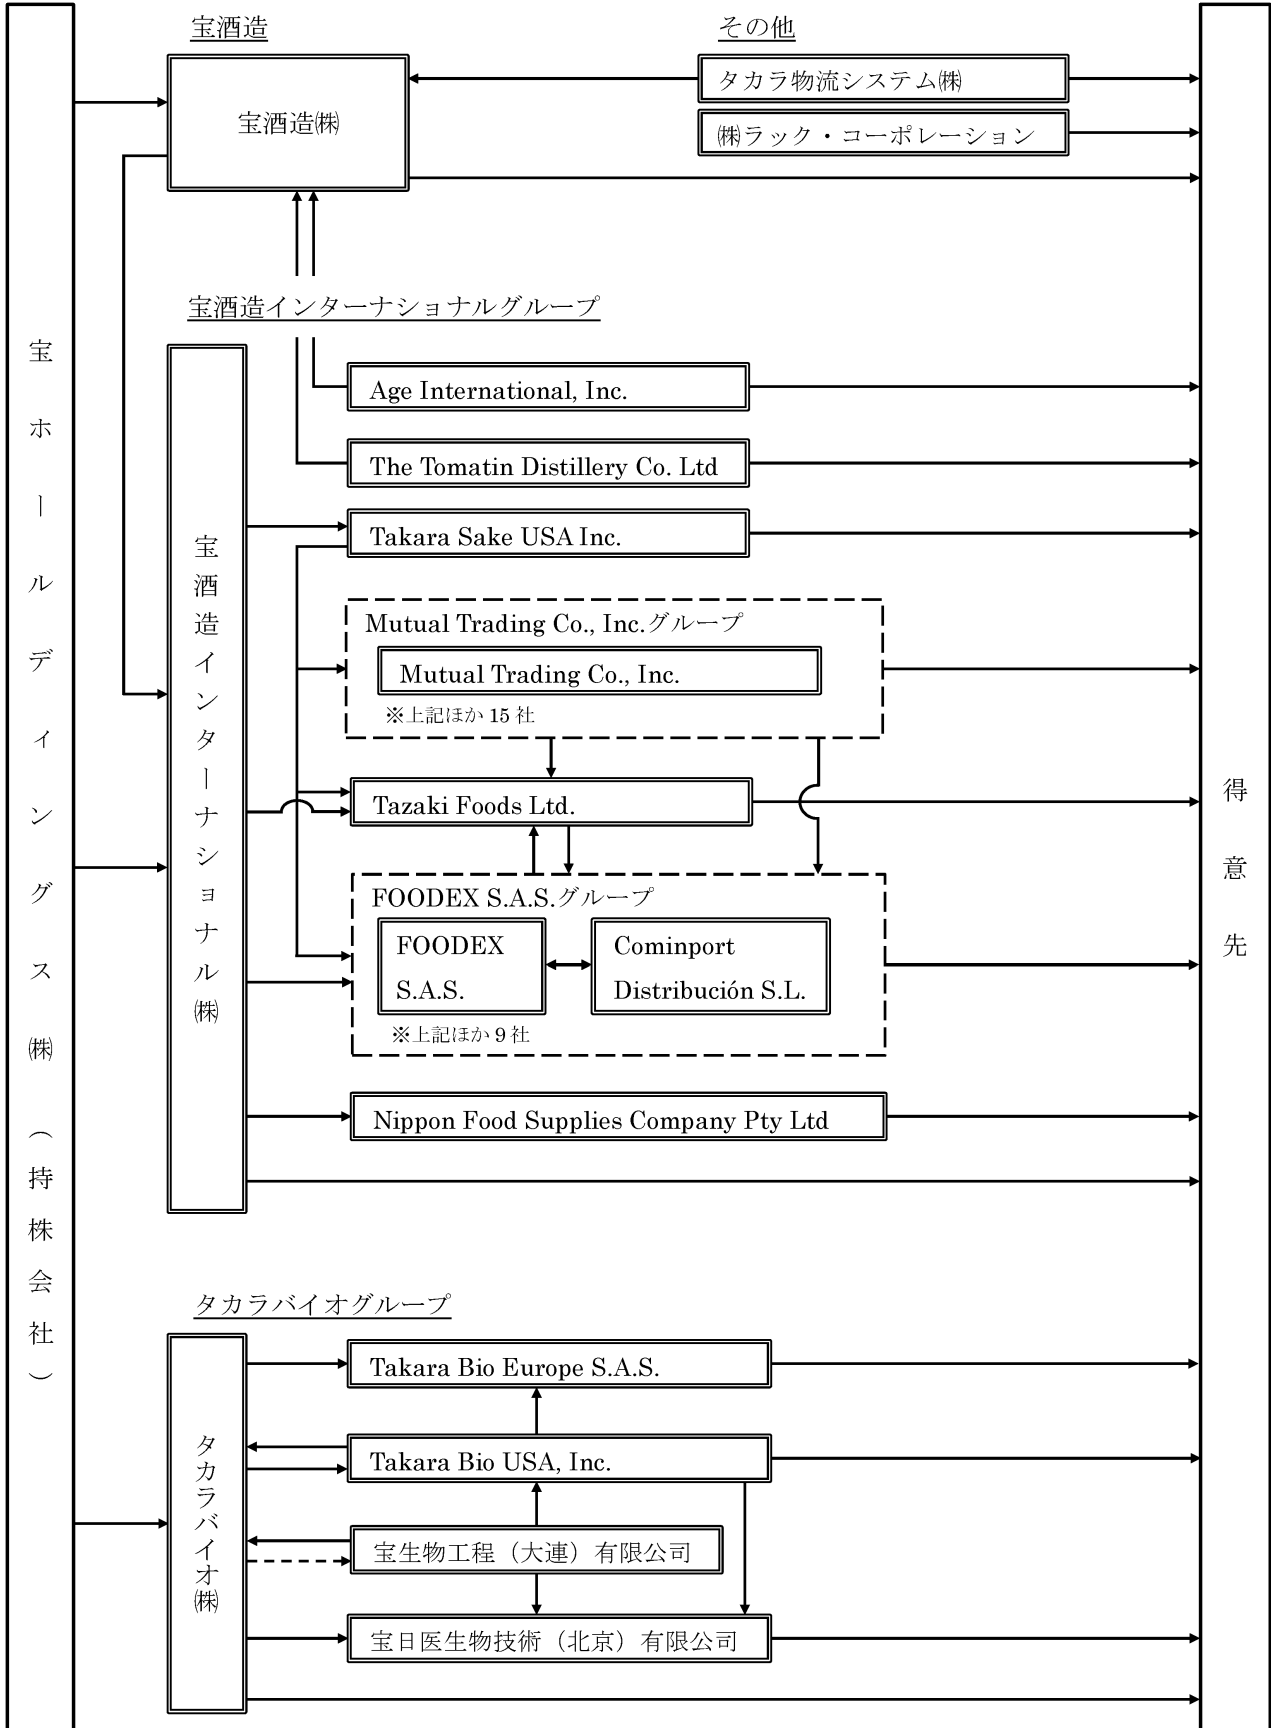 宝酒造
その他
宝酒造㈱
タカラ物流システム㈱
㈱ラック・コーポレーション
宝酒造インターナショナルグループ
宝ホールディングス㈱（持株会社）
宝酒造インターナショナル㈱
Age International, Inc.
The Tomatin Distillery Co. Ltd
Takara Sake USA Inc.
Mutual Trading Co., Inc.グループ
Mutual Trading Co., Inc.
※上記ほか 15 社
Tazaki Foods Ltd.
FOODEX S.A.S.グループ
FOODEX
S.A.S.
Cominport
Distribución S.L.
※上記ほか 9 社
Nippon Food Supplies Company Pty Ltd
得意先
タカラバイオグループ
タカラバイオ㈱
Takara Bio Europe S.A.S.
Takara Bio USA, Inc.
宝生物工程（大連）有限公司
宝日医生物技術（北京）有限公司